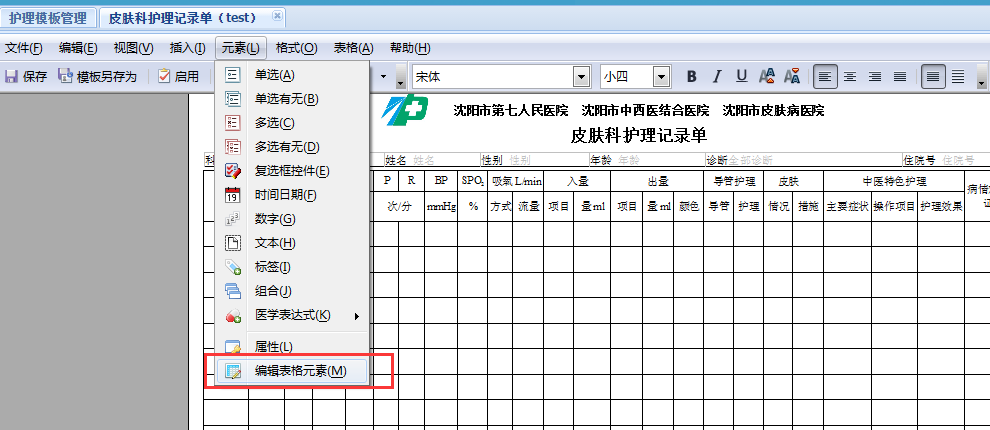 护理模板管理 皮肤科护理记录单（test）
文件(F) 编辑(E) 视图(V) 插入(I) 元素(L) 格式(O) 表格(A) 帮助(H)
保存 模板另存为 启用 宋体 小四 B I U
单选(A)
单选有无(B)
多选(C)
多选有无(D)
复选框控件(E)
时间日期(F)
数字(G)
文本(H)
标签(I)
组合(J)
医学表达式(K)
属性(L)
编辑表格元素(M)
沈阳市第七人民医院 沈阳市中西医结合医院 沈阳市皮肤病医院
皮肤科护理记录单
科 姓名 姓名 性别 性别 年龄 年龄 诊断 全部诊断 住院号 住院号
P R BP SPO₂ 吸氧L/min 入量 出量 导管护理 皮肤 中医特色护理
次/分 mmHg % 方式 流量 项目 量ml 项目 量ml 颜色 导管 护理 情况 措施 主要症状 操作项目 护理效果